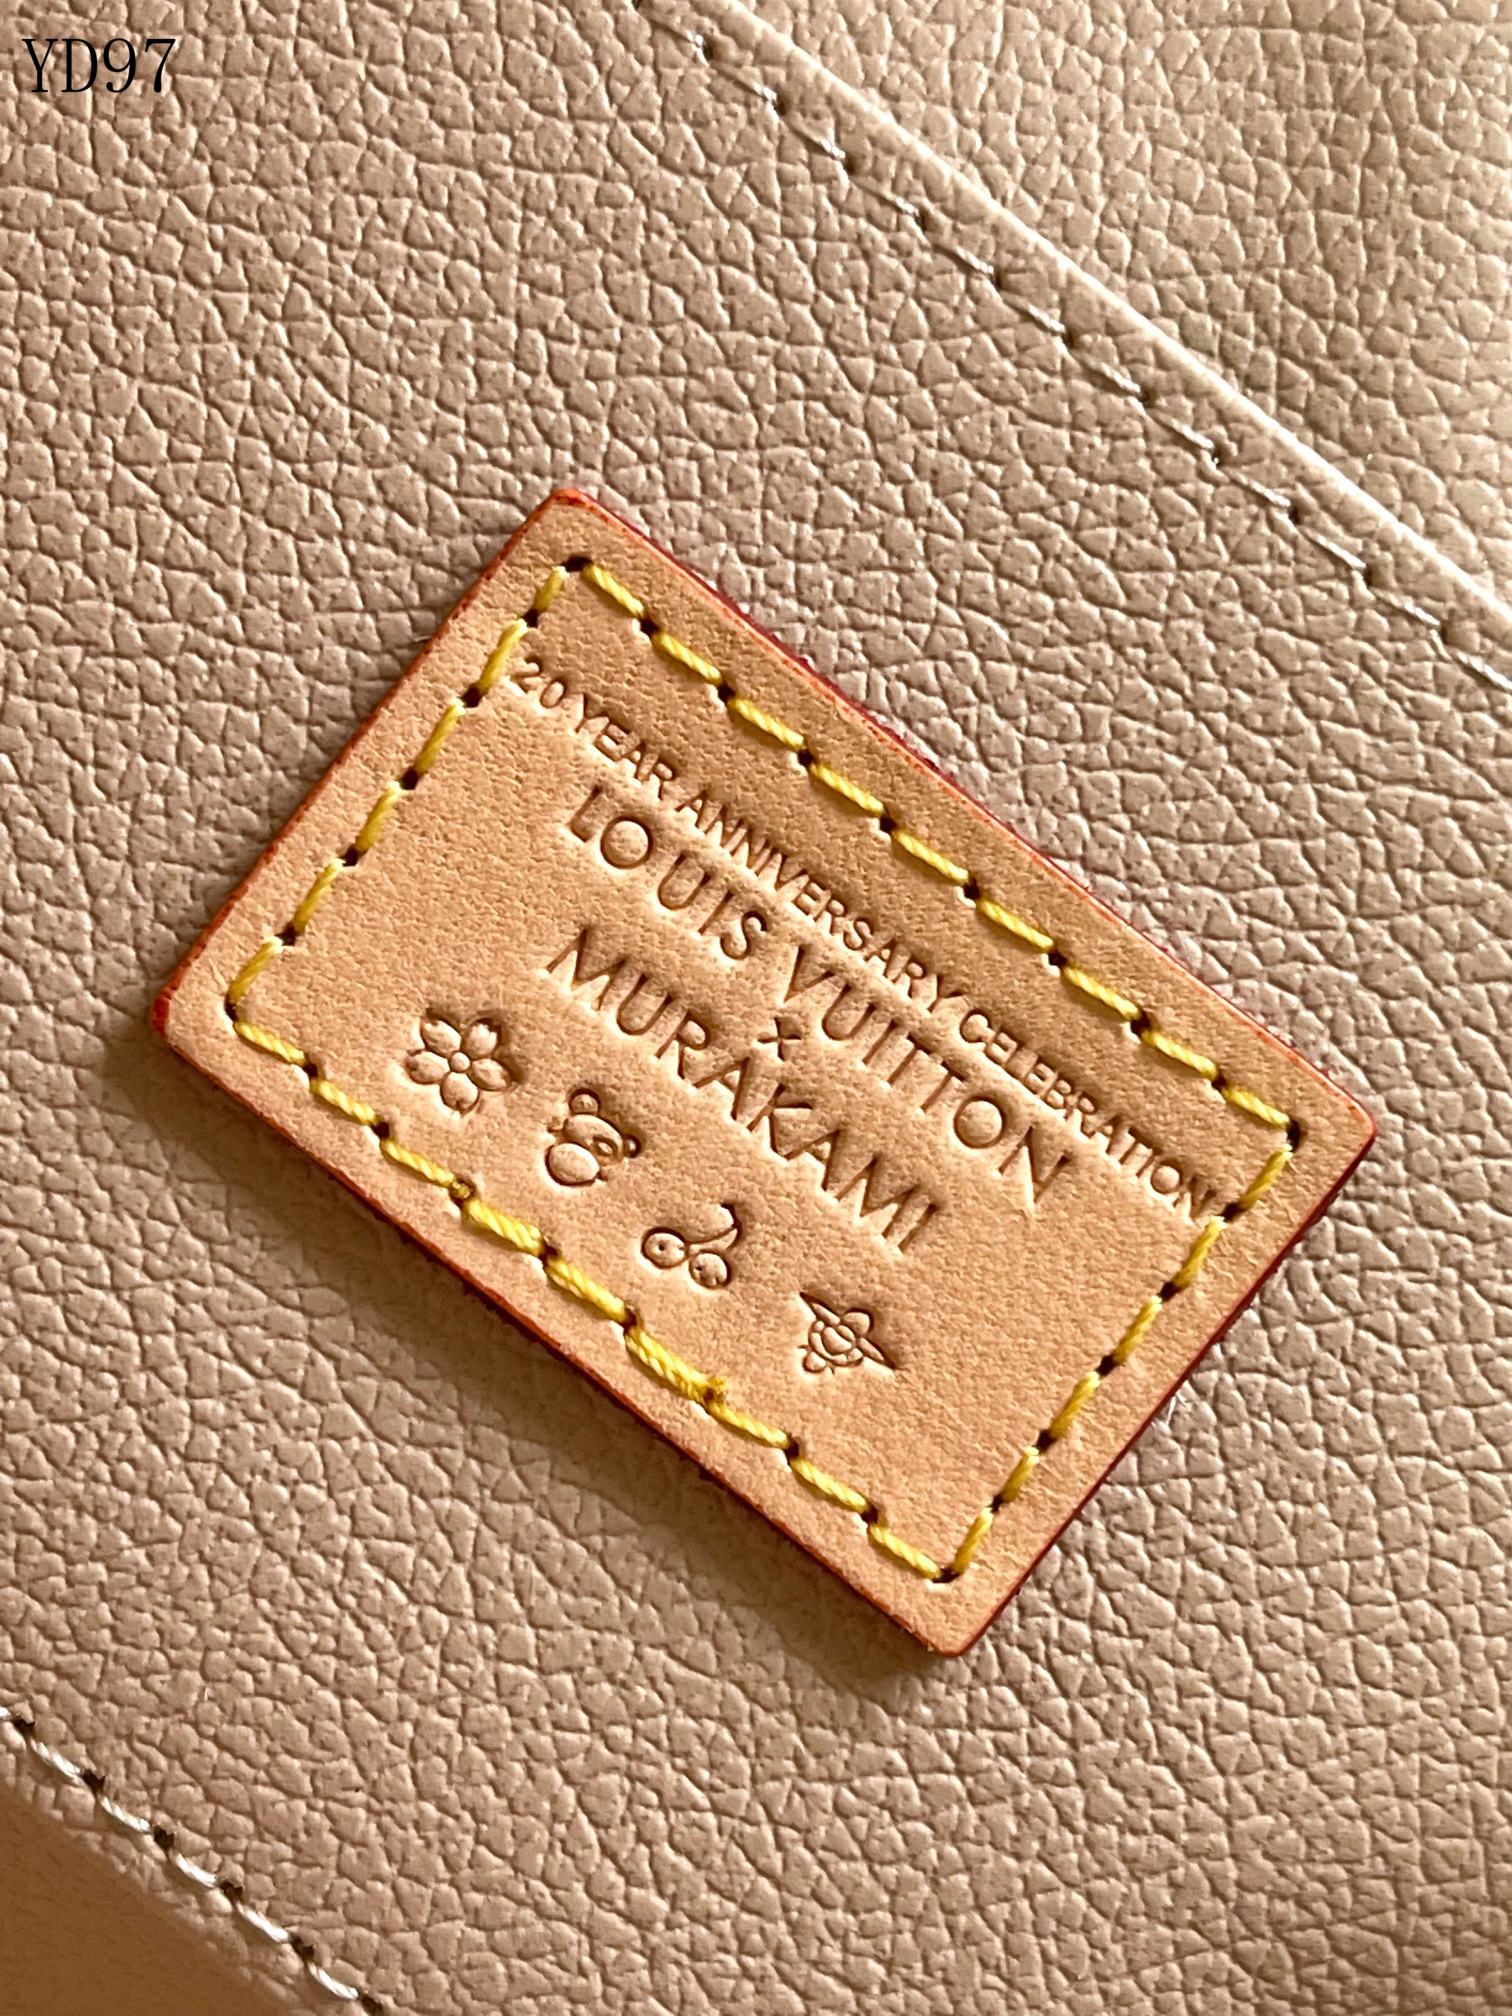 YD97
20 YEAR ANNIVERSARY CELEBRATION
LOUIS VUITTON
×
MURAKAMI